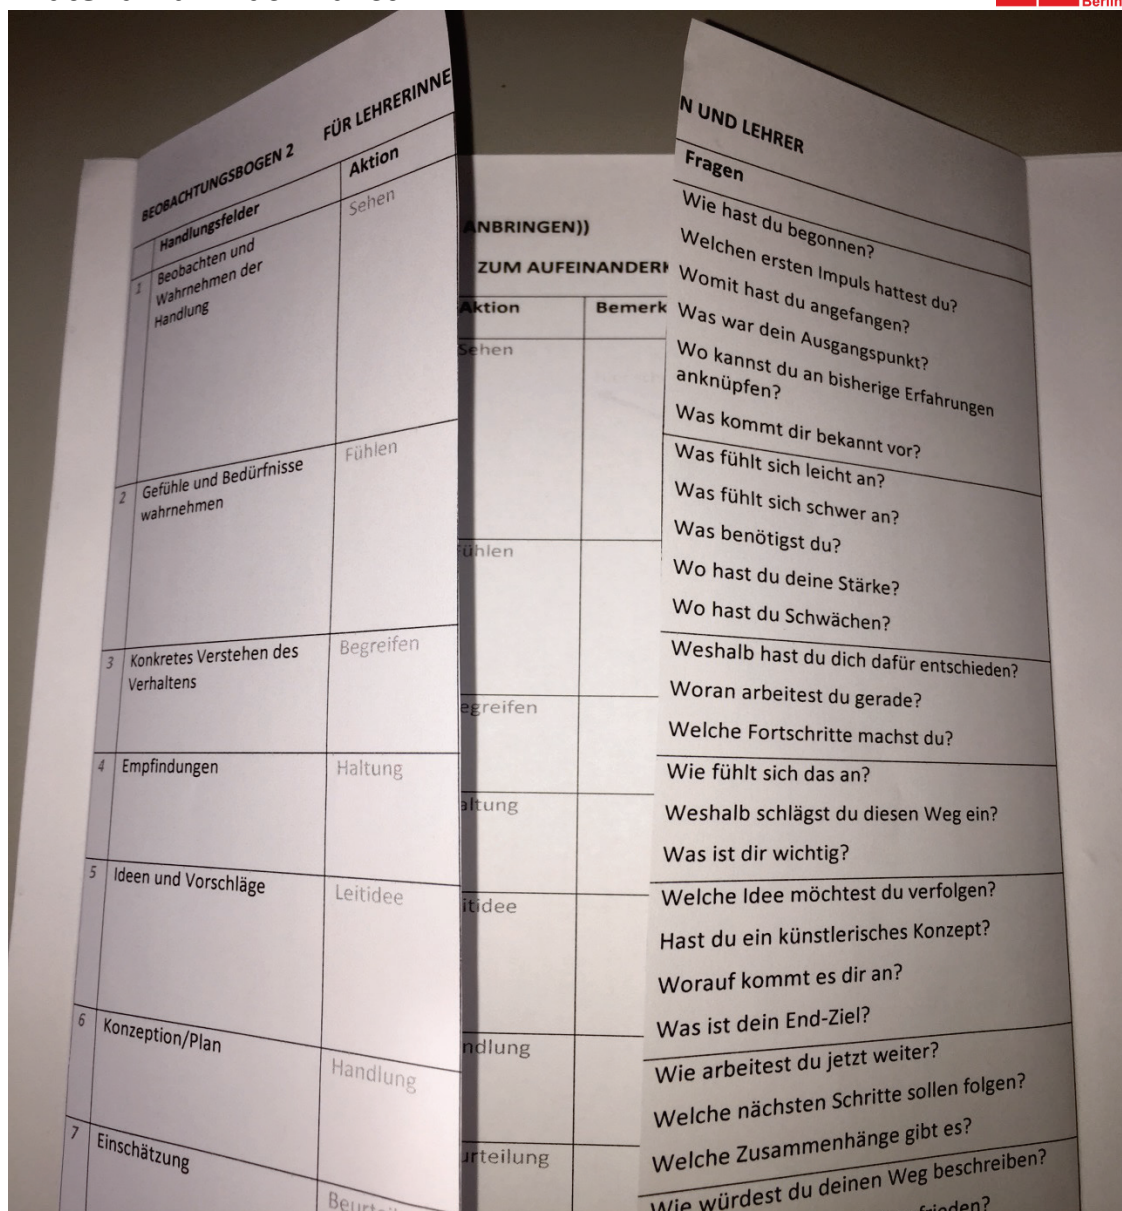 Berlin
BEOBACHTUNGSBOGEN 2 FÜR LEHRERINNE
Handlungsfelder Aktion
1 Beobachten und Sehen
Wahrnehmen der
Handlung
2 Gefühle und Bedürfnisse Fühlen
wahrnehmen
3 Konkretes Verstehen des Begreifen
Verhaltens
4 Empfindungen Haltung
5 Ideen und Vorschläge Leitidee
6 Konzeption/Plan Handlung
7 Einschätzung
ANBRINGEN))
ZUM AUFEINANDER
Aktion Bemerk
Sehen
ühlen
egreifen
altung
itidee
ndlung
urteilung
N UND LEHRER
Fragen
Wie hast du begonnen?
Welchen ersten Impuls hattest du?
Womit hast du angefangen?
Was war dein Ausgangspunkt?
Wo kannst du an bisherige Erfahrungen
anknüpfen?
Was kommt dir bekannt vor?
Was fühlt sich leicht an?
Was fühlt sich schwer an?
Was benötigst du?
Wo hast du deine Stärke?
Wo hast du Schwächen?
Weshalb hast du dich dafür entschieden?
Woran arbeitest du gerade?
Welche Fortschritte machst du?
Wie fühlt sich das an?
Weshalb schlägst du diesen Weg ein?
Was ist dir wichtig?
Welche Idee möchtest du verfolgen?
Hast du ein künstlerisches Konzept?
Worauf kommt es dir an?
Was ist dein End-Ziel?
Wie arbeitest du jetzt weiter?
Welche nächsten Schritte sollen folgen?
Welche Zusammenhänge gibt es?
Wie würdest du deinen Weg beschreiben?